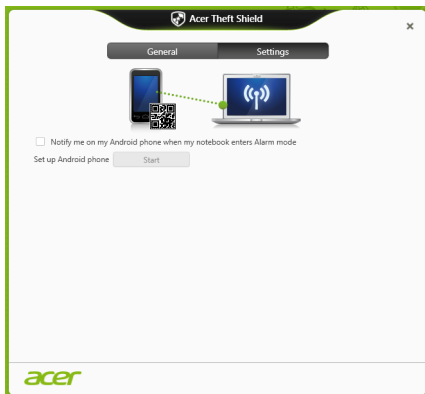 Acer Theft Shield
General
Settings
Notify me on my Android phone when my notebook enters Alarm mode
Set up Android phone
Start
acer